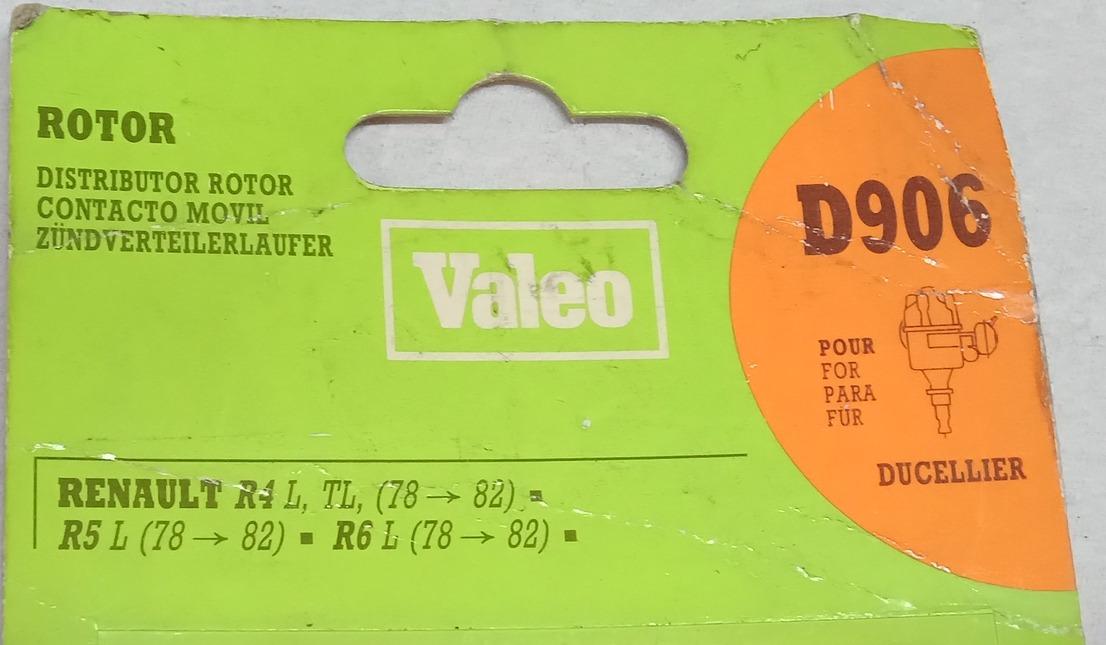 ROTOR
DISTRIBUTOR ROTOR
CONTACTO MOVIL
ZÜNDVERTEILERLAUFER
Valeo
D906
POUR
FOR
PARA
FÜR
DUCELLIER
RENAULT R4 L, TL, (78 → 82) ▪
R5 L (78 → 82) ▪ R6 L (78 → 82) ▪